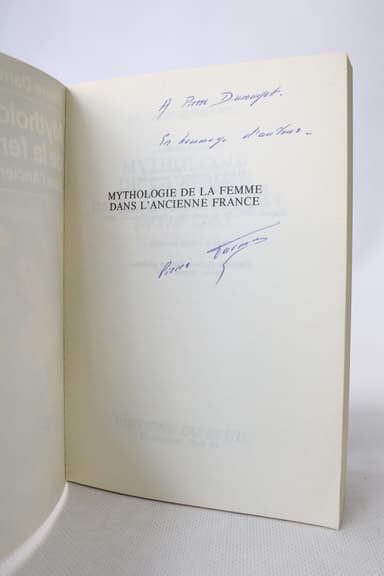 A Pierre Dumayet.
En hommage d'auteur.
MYTHOLOGIE DE LA FEMME
DANS L'ANCIENNE FRANCE
Pierre